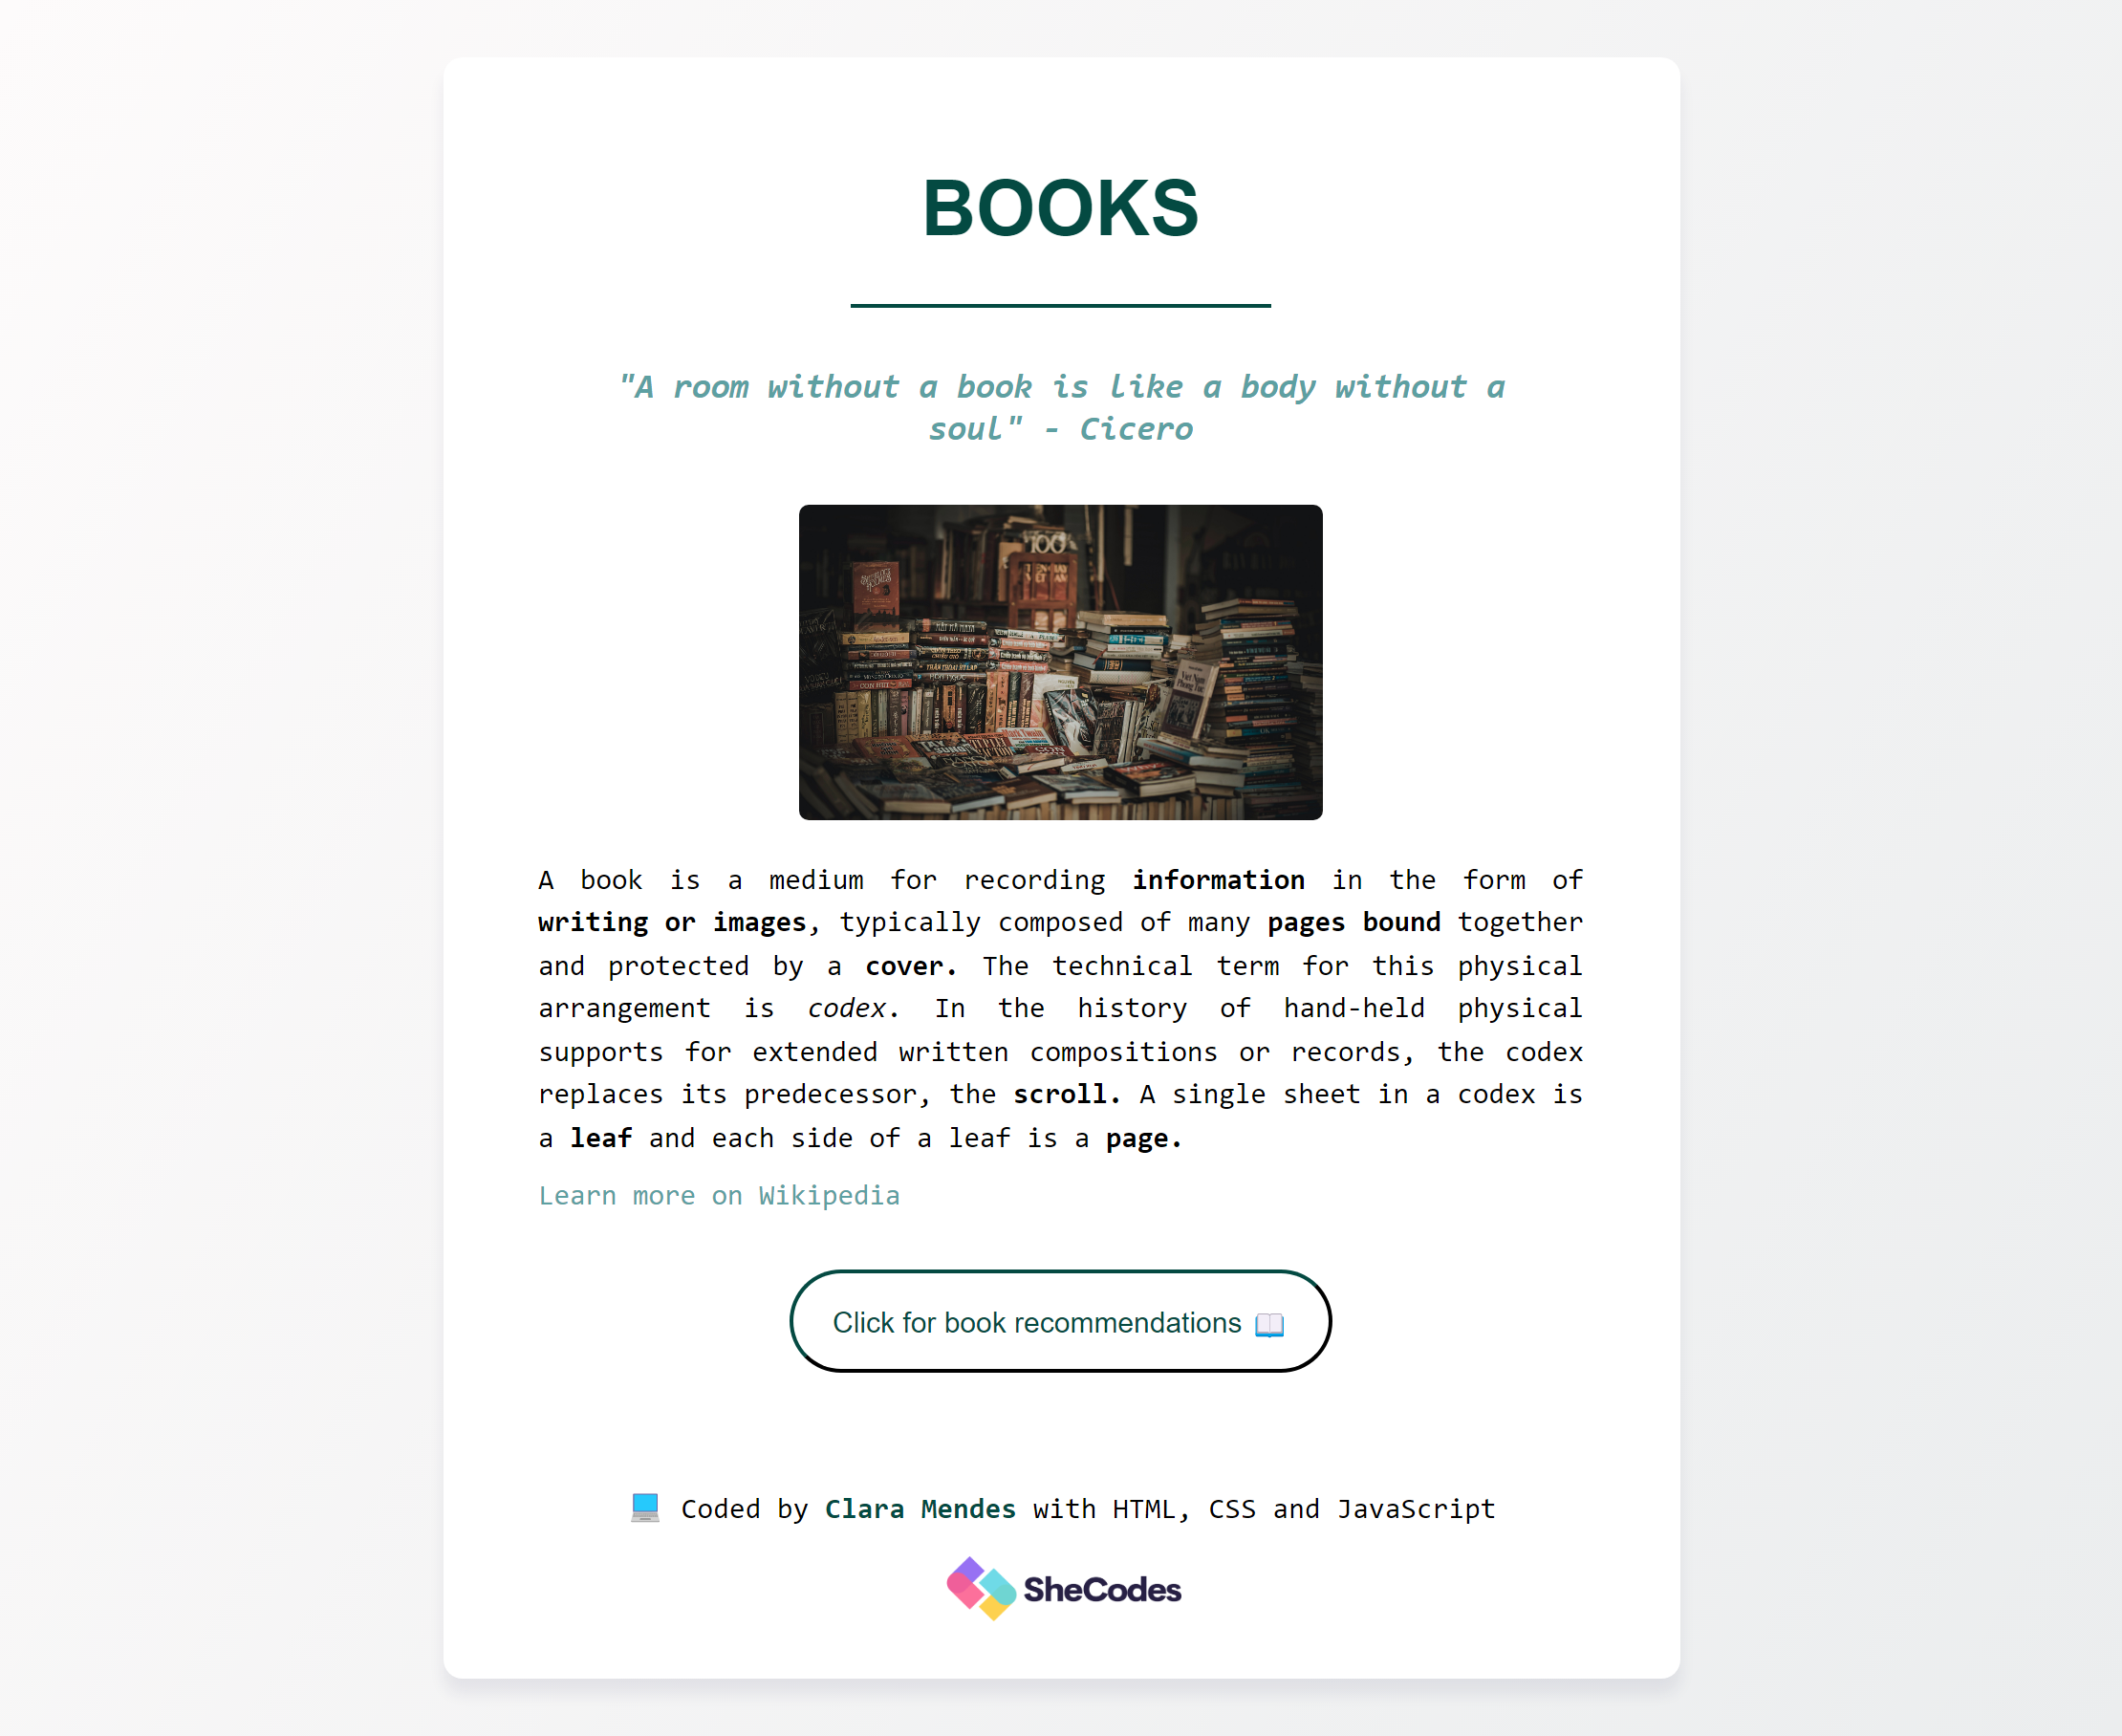 BOOKS
"A room without a book is like a body without a
soul" - Cicero
100
A book is a medium for recording information in the form of
writing or images, typically composed of many pages bound together
and protected by a cover. The technical term for this physical
arrangement is codex. In the history of hand-held physical
supports for extended written compositions or records, the codex
replaces its predecessor, the scroll. A single sheet in a codex is
a leaf and each side of a leaf is a page.
Learn more on Wikipedia
Click for book recommendations 📖
💻 Coded by Clara Mendes with HTML, CSS and JavaScript
SheCodes